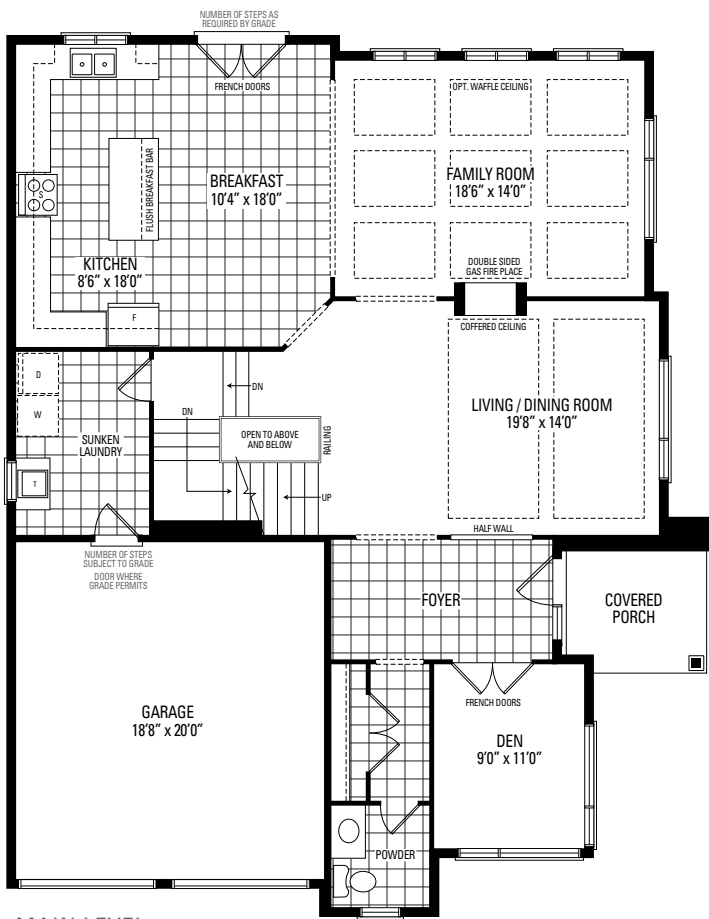 NUMBER OF STEPS AS
REQUIRED BY GRADE
FRENCH DOORS
OPT. WAFFLE CEILING
S
FLUSH BREAKFAST BAR
BREAKFAST
10'4" x 18'0"
FAMILY ROOM
18'6" x 14'0"
KITCHEN
8'6" x 18'0"
DOUBLE SIDED
GAS FIRE PLACE
F
COFFERED CEILING
D
W
DN
DN
LIVING / DINING ROOM
19'8" x 14'0"
SUNKEN
LAUNDRY
OPEN TO ABOVE
AND BELOW
RAILING
T
UP
HALF WALL
NUMBER OF STEPS
SUBJECT TO GRADE
DOOR WHERE
GRADE PERMITS
FOYER
COVERED
PORCH
FRENCH DOORS
GARAGE
18'8" x 20'0"
DEN
9'0" x 11'0"
POWDER